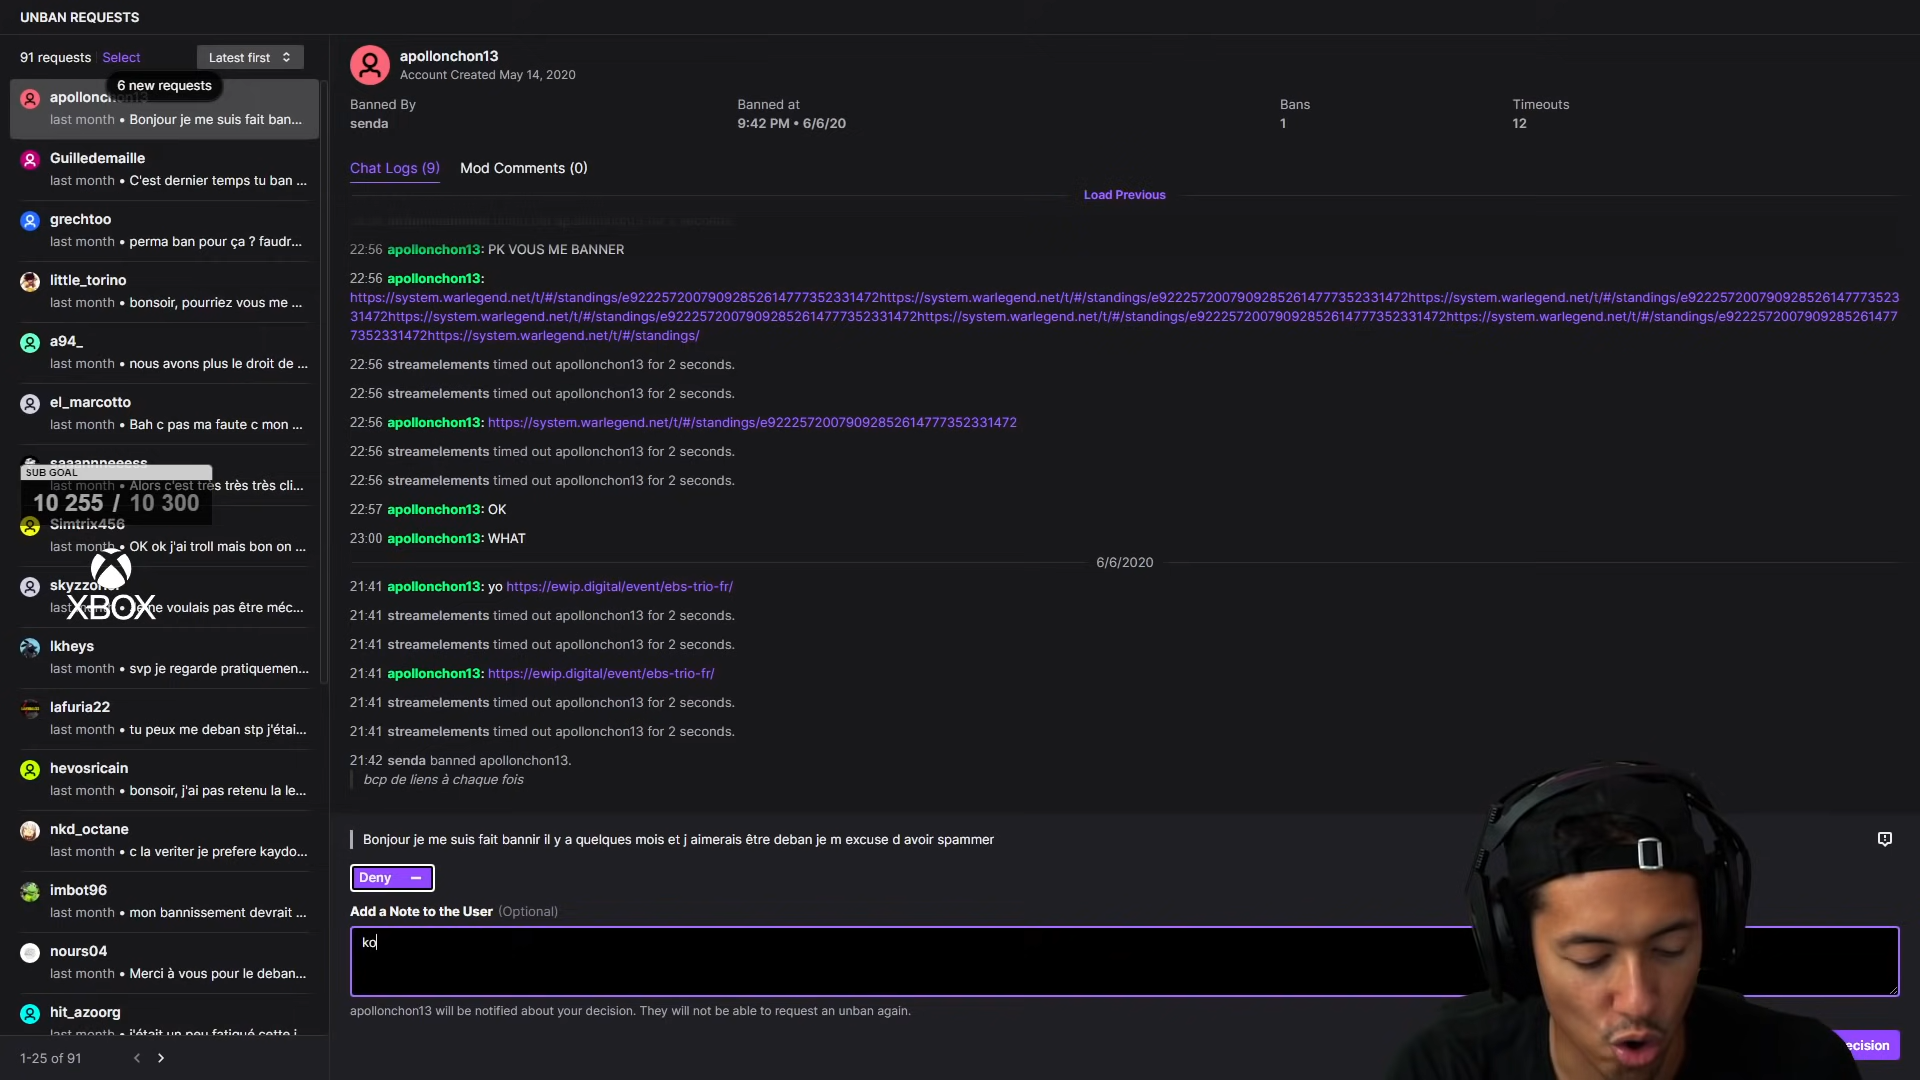 UNBAN REQUESTS
91 requests
Select
Latest first
6 new requests
last month • Bonjour je me suis fait ban...
Guilledemaille
last month • C'est dernier temps tu ban ...
grechtoo
last month • perma ban pour ça ? faudr...
little_torino
last month • bonsoir, pourriez vous me ...
a94_
last month • nous avons plus le droit de ...
el_marcotto
last month • Bah c pas ma faute c mon ...
SUB GOAL
last month • Alors c'est très très très cli...
10 255 / 10 300
Simtrix456
last month • OK ok j'ai troll mais bon on ...
XBOX
ne voulais pas être méc...
lkheys
last month • svp je regarde pratiquemen...
lafuria22
last month • tu peux me deban stp j'étai...
hevosricain
last month • bonsoir, j'ai pas retenu la le...
nkd_octane
last month • c la veriter je prefere kaydo...
imbot96
last month • mon bannissement devrait ...
nours04
last month • Merci à vous pour le deban...
hit_azoorg
last month • j'était un peu fatigué cette i
1-25 of 91
apollonchon13
Account Created May 14, 2020
Banned By
senda
Banned at
9:42 PM • 6/6/20
Bans
1
Timeouts
12
Chat Logs (9)
Mod Comments (0)
Load Previous
22:56 apollonchon13: PK VOUS ME BANNER
22:56 apollonchon13:
https://system.warlegend.net/t/#/standings/e92225720079092852614777352331472https://system.warlegend.net/t/#/standings/e92225720079092852614777352331472https://system.warlegend.net/t/#/standings/e922257200790928526147773523
31472https://system.warlegend.net/t/#/standings/e92225720079092852614777352331472https://system.warlegend.net/t/#/standings/e92225720079092852614777352331472https://system.warlegend.net/t/#/standings/e9222572007909285261477
7352331472https://system.warlegend.net/t/#/standings/
22:56 streamelements timed out apollonchon13 for 2 seconds.
22:56 streamelements timed out apollonchon13 for 2 seconds.
22:56 apollonchon13: https://system.warlegend.net/t/#/standings/e92225720079092852614777352331472
22:56 streamelements timed out apollonchon13 for 2 seconds.
22:56 streamelements timed out apollonchon13 for 2 seconds.
22:57 apollonchon13: OK
23:00 apollonchon13: WHAT
6/6/2020
21:41 apollonchon13: yo https://ewip.digital/event/ebs-trio-fr/
21:41 streamelements timed out apollonchon13 for 2 seconds.
21:41 streamelements timed out apollonchon13 for 2 seconds.
21:41 apollonchon13: https://ewip.digital/event/ebs-trio-fr/
21:41 streamelements timed out apollonchon13 for 2 seconds.
21:41 streamelements timed out apollonchon13 for 2 seconds.
21:42 senda banned apollonchon13.
bcp de liens à chaque fois
Bonjour je me suis fait bannir il y a quelques mois et j aimerais être deban je m excuse d avoir spammer
Deny
Add a Note to the User (Optional)
ko
apollonchon13 will be notified about your decision. They will not be able to request an unban again.